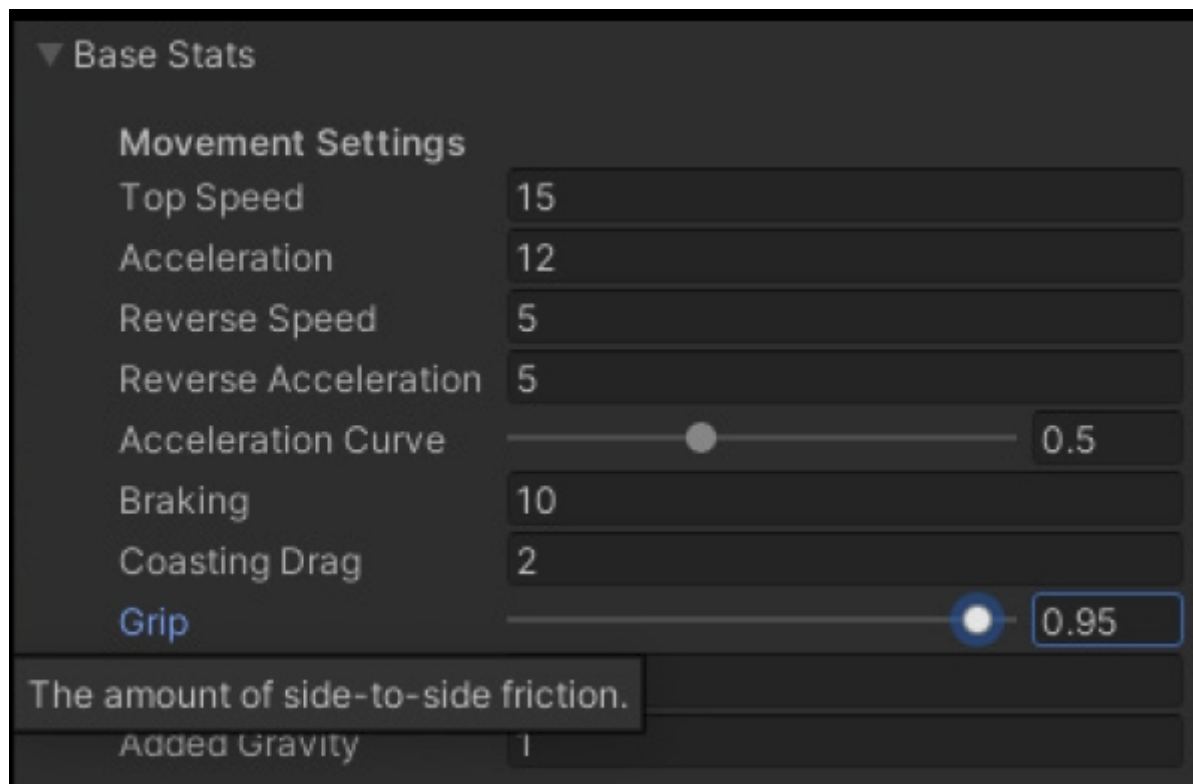 Base Stats
Movement Settings
Top Speed 15
Acceleration 12
Reverse Speed 5
Reverse Acceleration 5
Acceleration Curve 0.5
Braking 10
Coasting Drag 2
Grip 0.95
The amount of side-to-side friction.
Added Gravity 1